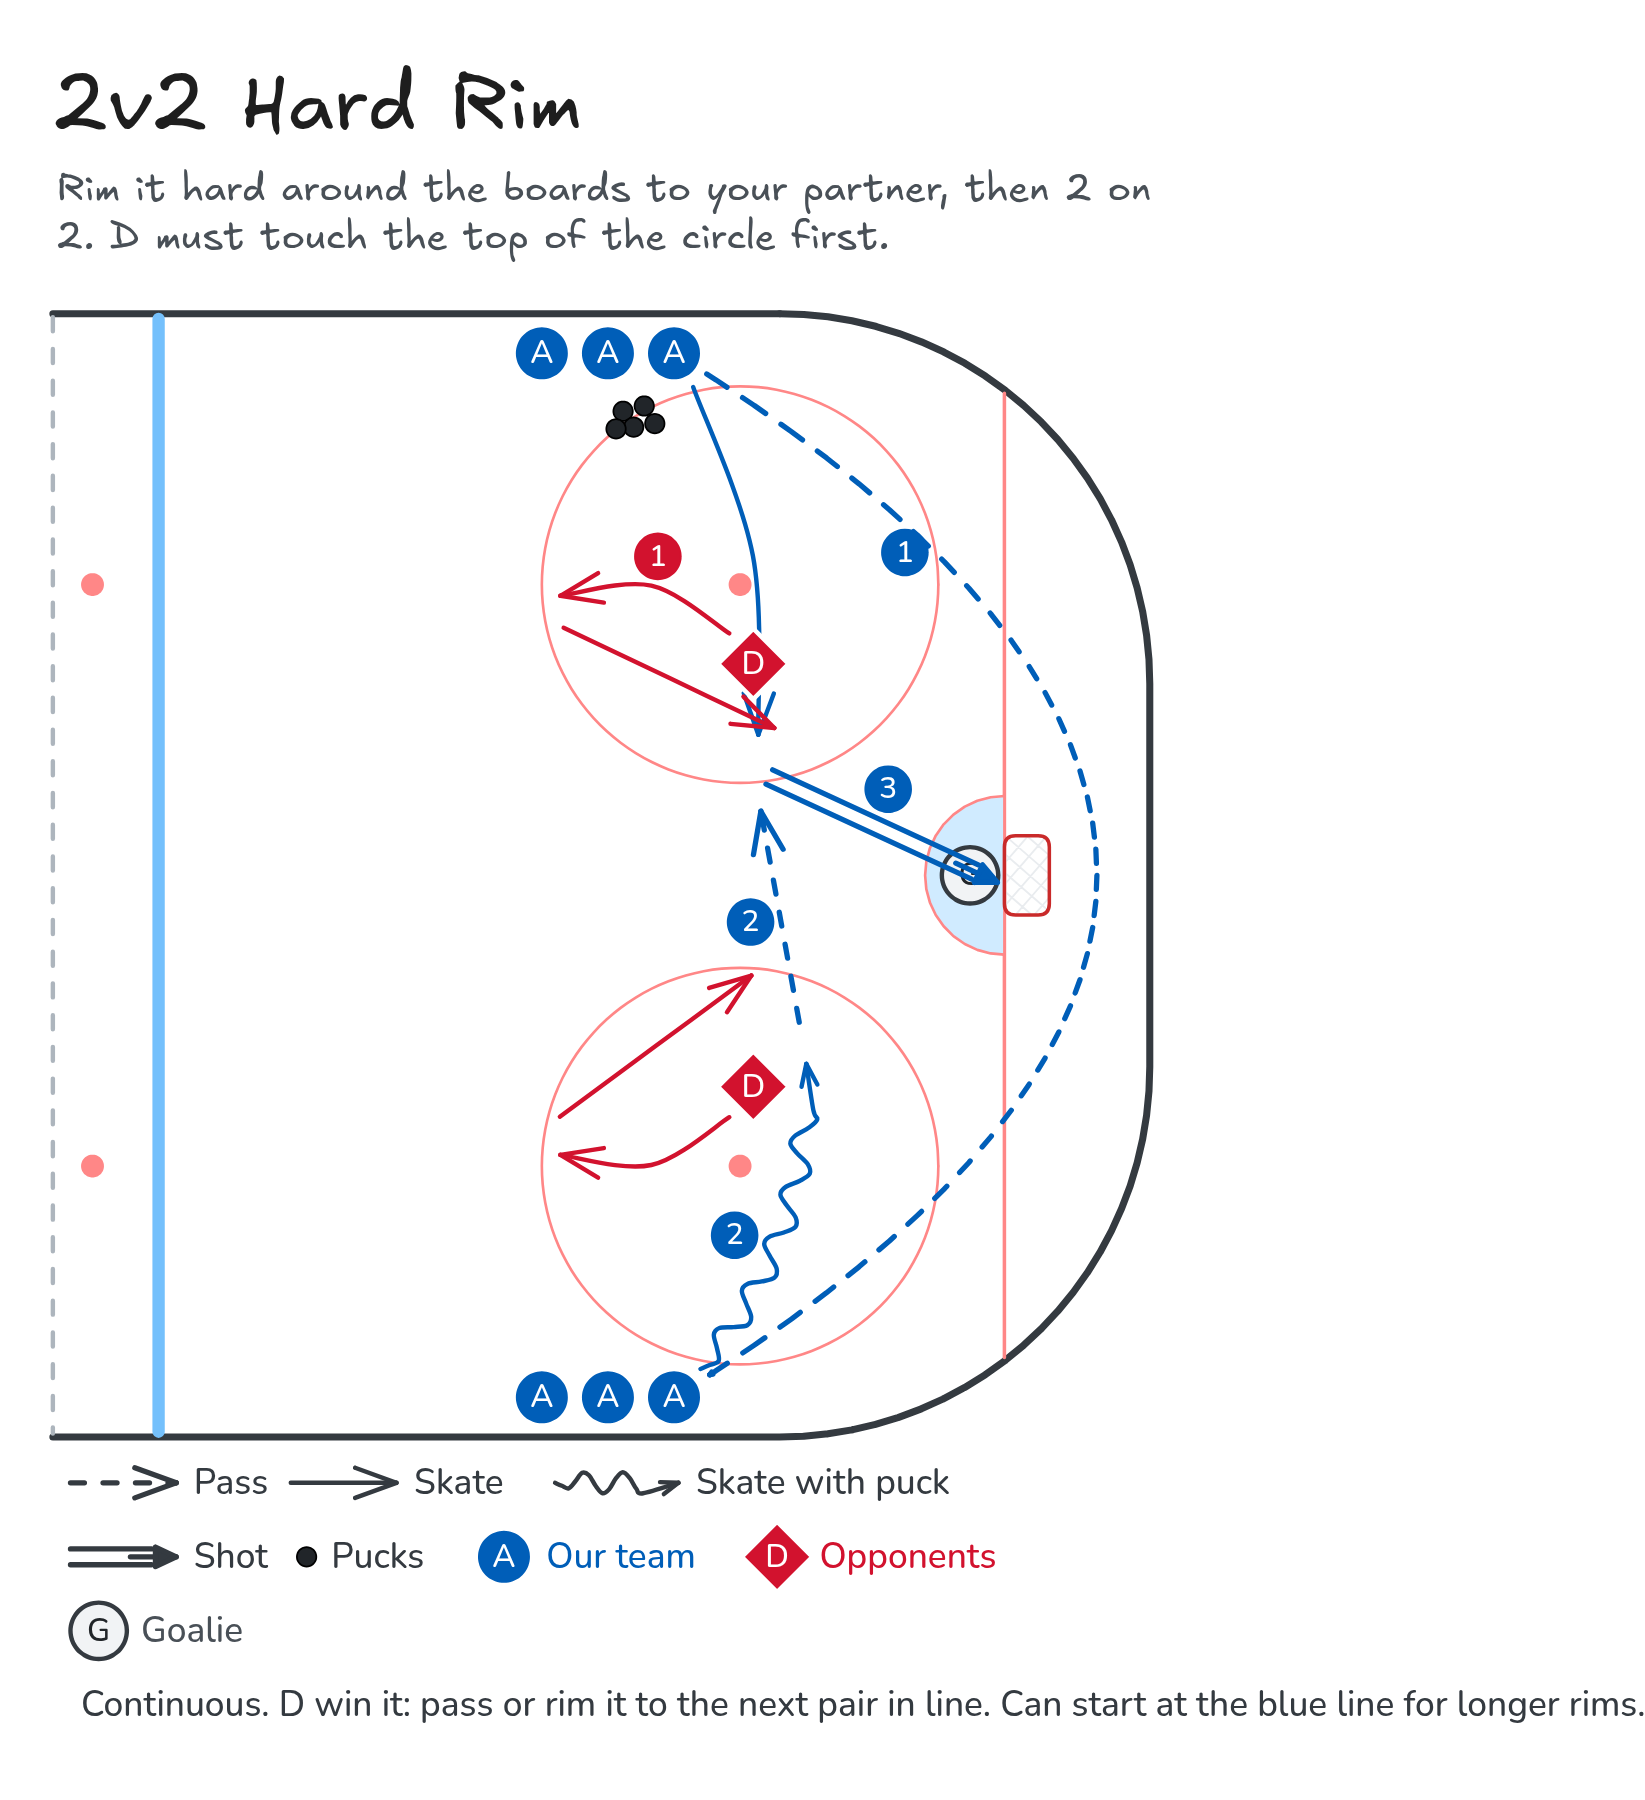 2v2 Hard Rim
Rim it hard around the boards to your partner, then 2 on
2. D must touch the top of the circle first.
A A A
1
1
D
3
2
D
2
A A A
Pass Skate Skate with puck
Shot Pucks A Our team D Opponents
G Goalie
Continuous. D win it: pass or rim it to the next pair in line. Can start at the blue line for longer rims.